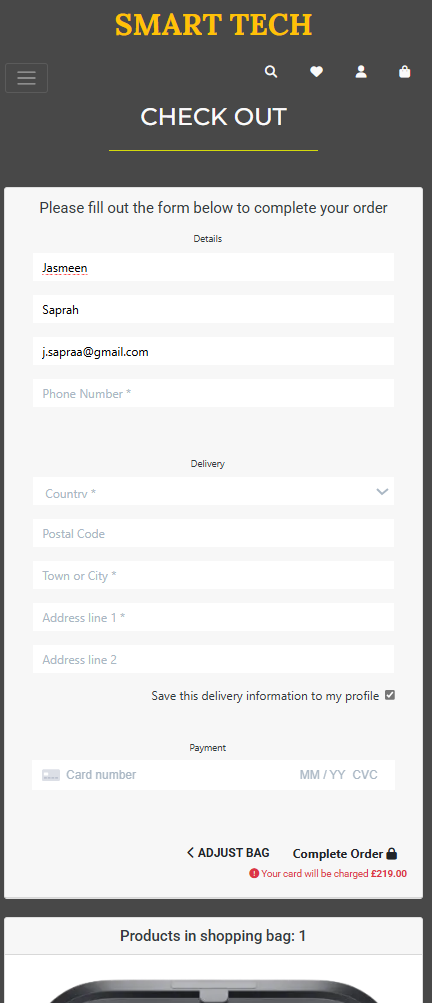 SMART TECH
CHECK OUT
Please fill out the form below to complete your order
Details
Jasmeen
Saprah
j.sapraa@gmail.com
Phone Number *
Delivery
Country *
Postal Code
Town or City *
Address line 1 *
Address line 2
Save this delivery information to my profile
Payment
Card number MM / YY CVC
ADJUST BAG Complete Order
Your card will be charged £219.00
Products in shopping bag: 1